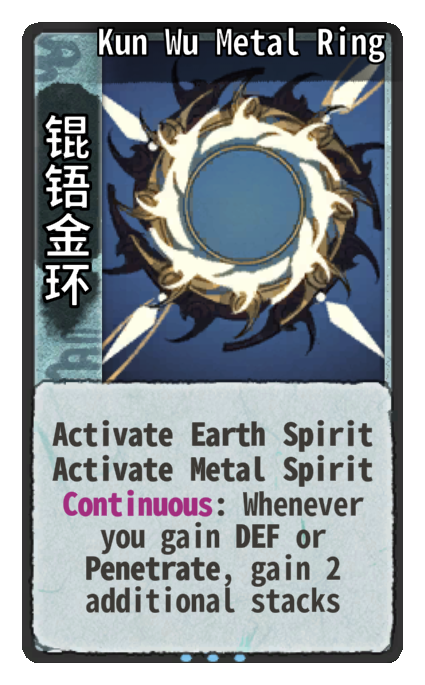 Kun Wu Metal Ring
锟铻金环
Activate Earth Spirit
Activate Metal Spirit
Continuous: Whenever
you gain DEF or
Penetrate, gain 2
additional stacks